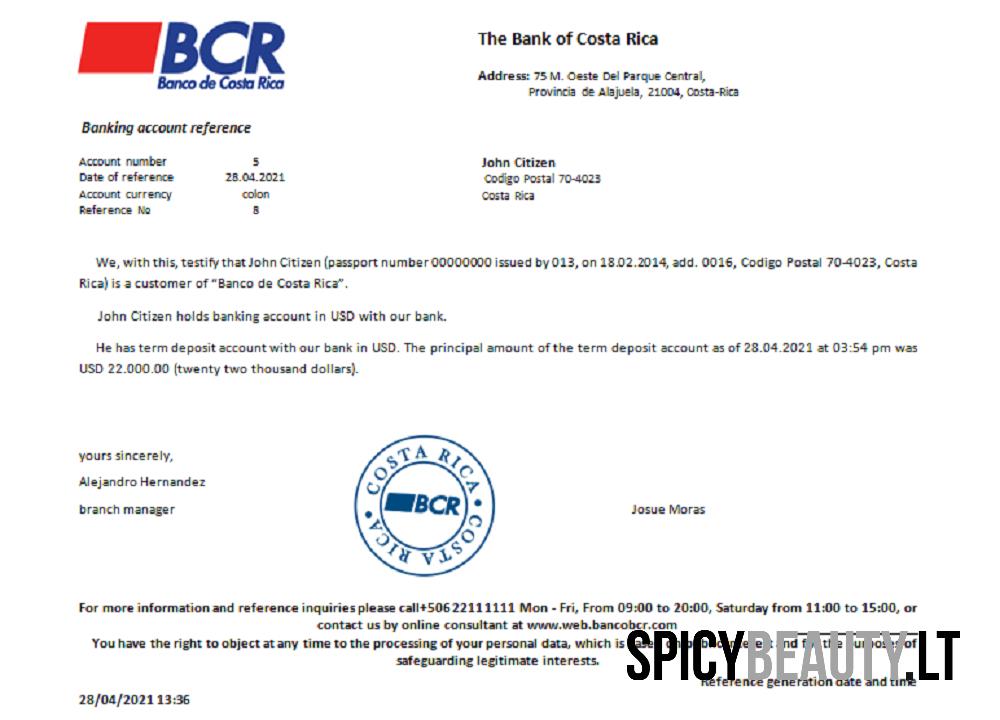 BCR
Banco de Costa Rica
The Bank of Costa Rica
Address: 75 M. Oeste Del Parque Central,
Provincia de Alajuela, 21004, Costa-Rica
Banking account reference
Account number 5
Date of reference 28.04.2021
Account currency colon
Reference No 8
John Citizen
Codigo Postal 70-4023
Costa Rica
We, with this, testify that John Citizen (passport number 00000000 issued by 013, on 18.02.2014, add. 0016, Codigo Postal 70-4023, Costa
Rica) is a customer of "Banco de Costa Rica".
John Citizen holds banking account in USD with our bank.
He has term deposit account with our bank in USD. The principal amount of the term deposit account as of 28.04.2021 at 03:54 pm was
USD 22.000.00 (twenty two thousand dollars).
yours sincerely,
Alejandro Hernandez
branch manager
COSTA RICA
BCR
COSTA RICA
Josue Moras
For more information and reference inquiries please call+506 22111111 Mon - Fri, From 09:00 to 20:00, Saturday from 11:00 to 15:00, or
contact us by online consultant at www.web.bancobcr.com
You have the right to object at any time to the processing of your personal data, which is and for the purposes of
safeguarding legitimate interests.
SPICYBEAUTY.LT
Reference generation date and time
28/04/2021 13:36